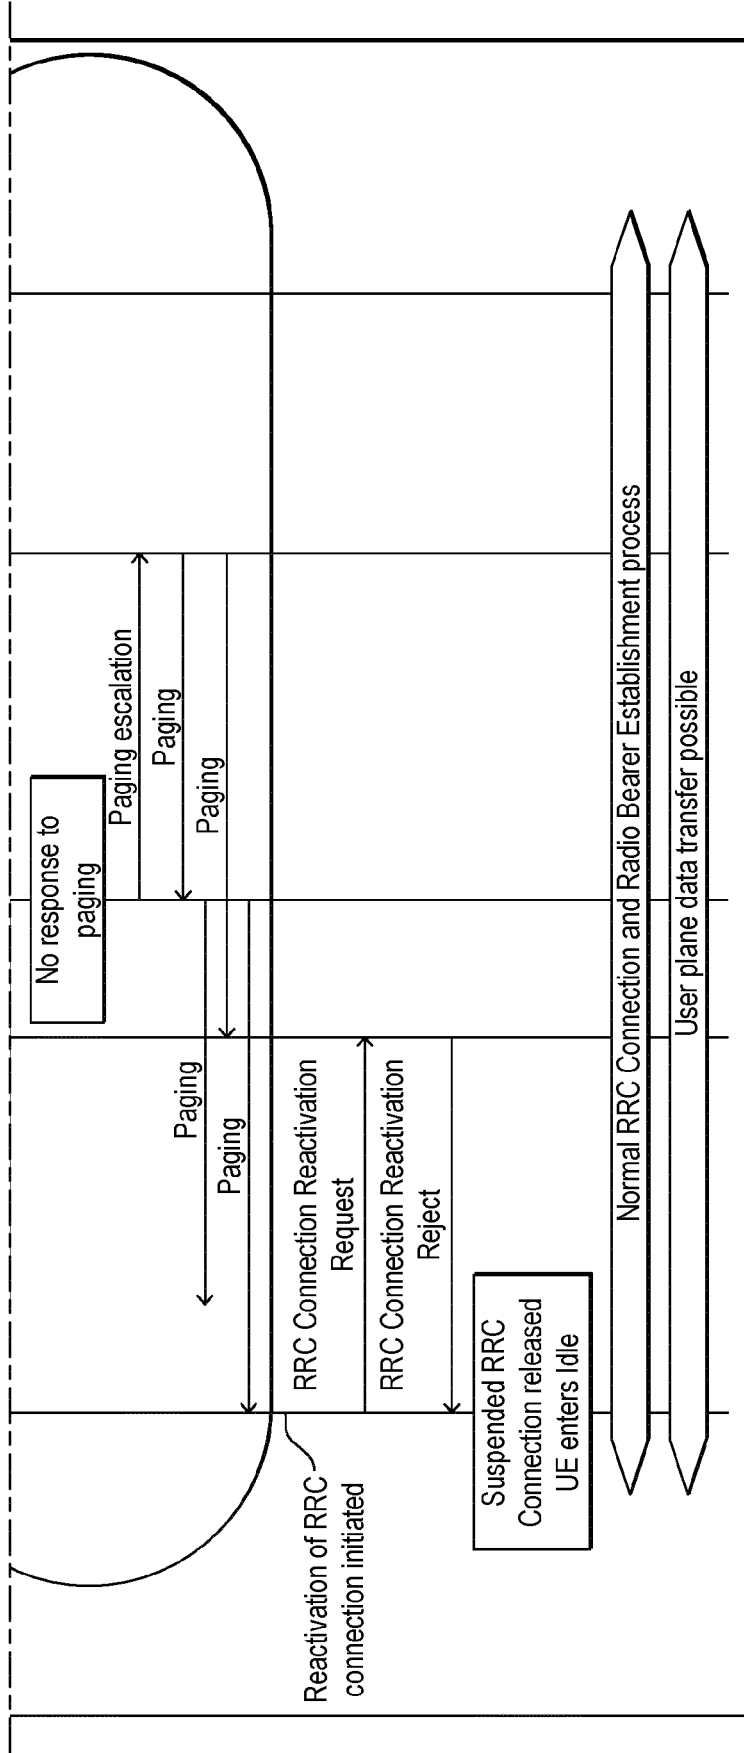 No response to
paging
Paging escalation
Paging
Paging
Paging
Paging
Reactivation of RRC
connection initiated
RRC Connection Reactivation
Request
RRC Connection Reactivation
Reject
Suspended RRC
Connection released
UE enters Idle
Normal RRC Connection and Radio Bearer Establishment process
User plane data transfer possible